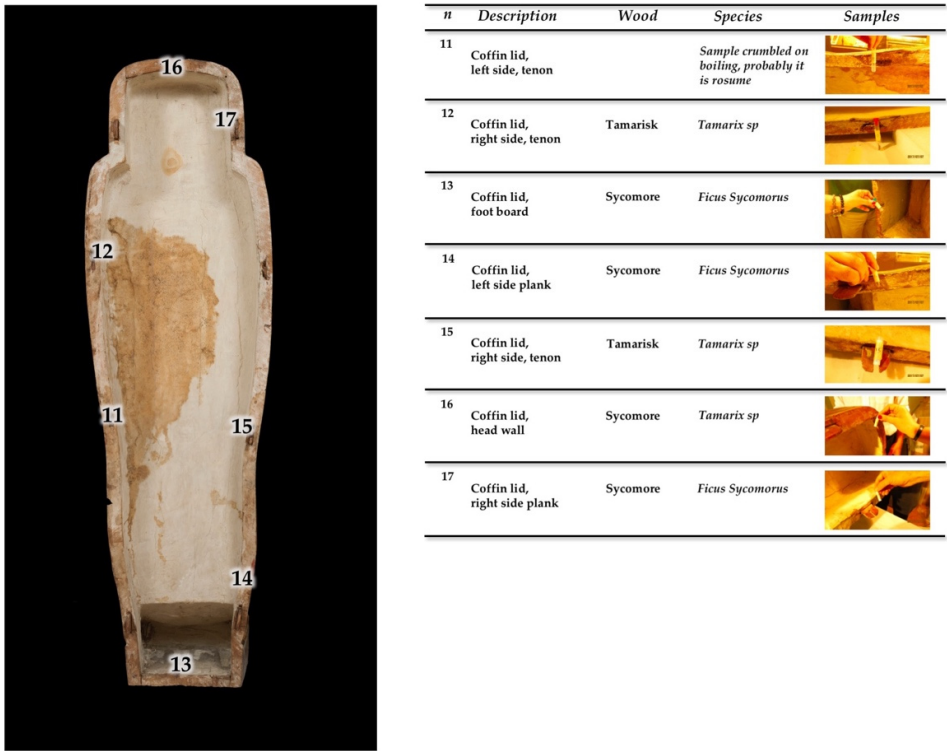 16
17
12
11
15
14
13
n Description Wood Species Samples
11
Coffin lid,
left side, tenon
Sample crumbled on
boiling, probably it
is rosume
12
Coffin lid,
right side, tenon
Tamarisk
Tamarix sp
13
Coffin lid,
foot board
Sycomore
Ficus Sycomorus
14
Coffin lid,
left side plank
Sycomore
Ficus Sycomorus
15
Coffin lid,
right side, tenon
Tamarisk
Tamarix sp
16
Coffin lid,
head wall
Sycomore
Tamarix sp
17
Coffin lid,
right side plank
Sycomore
Ficus Sycomorus